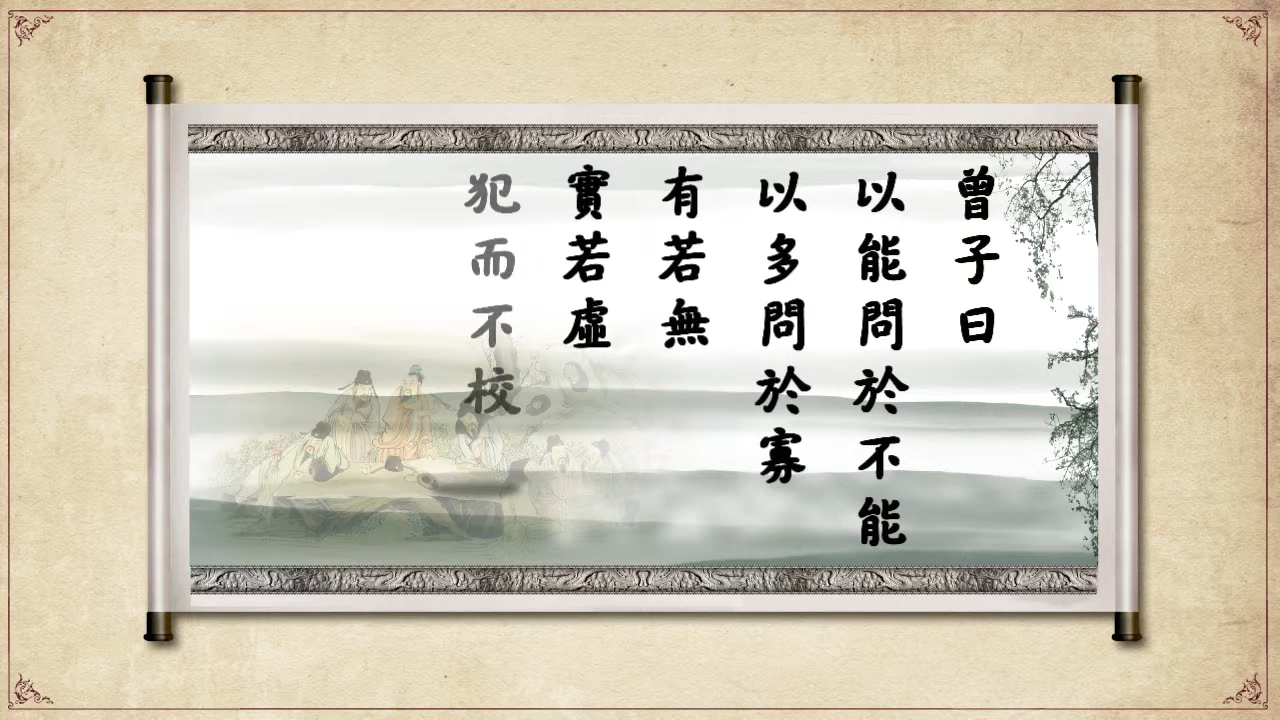 曾子曰
以能問於不能
以多問於寡
有若無
實若虛
犯而不校